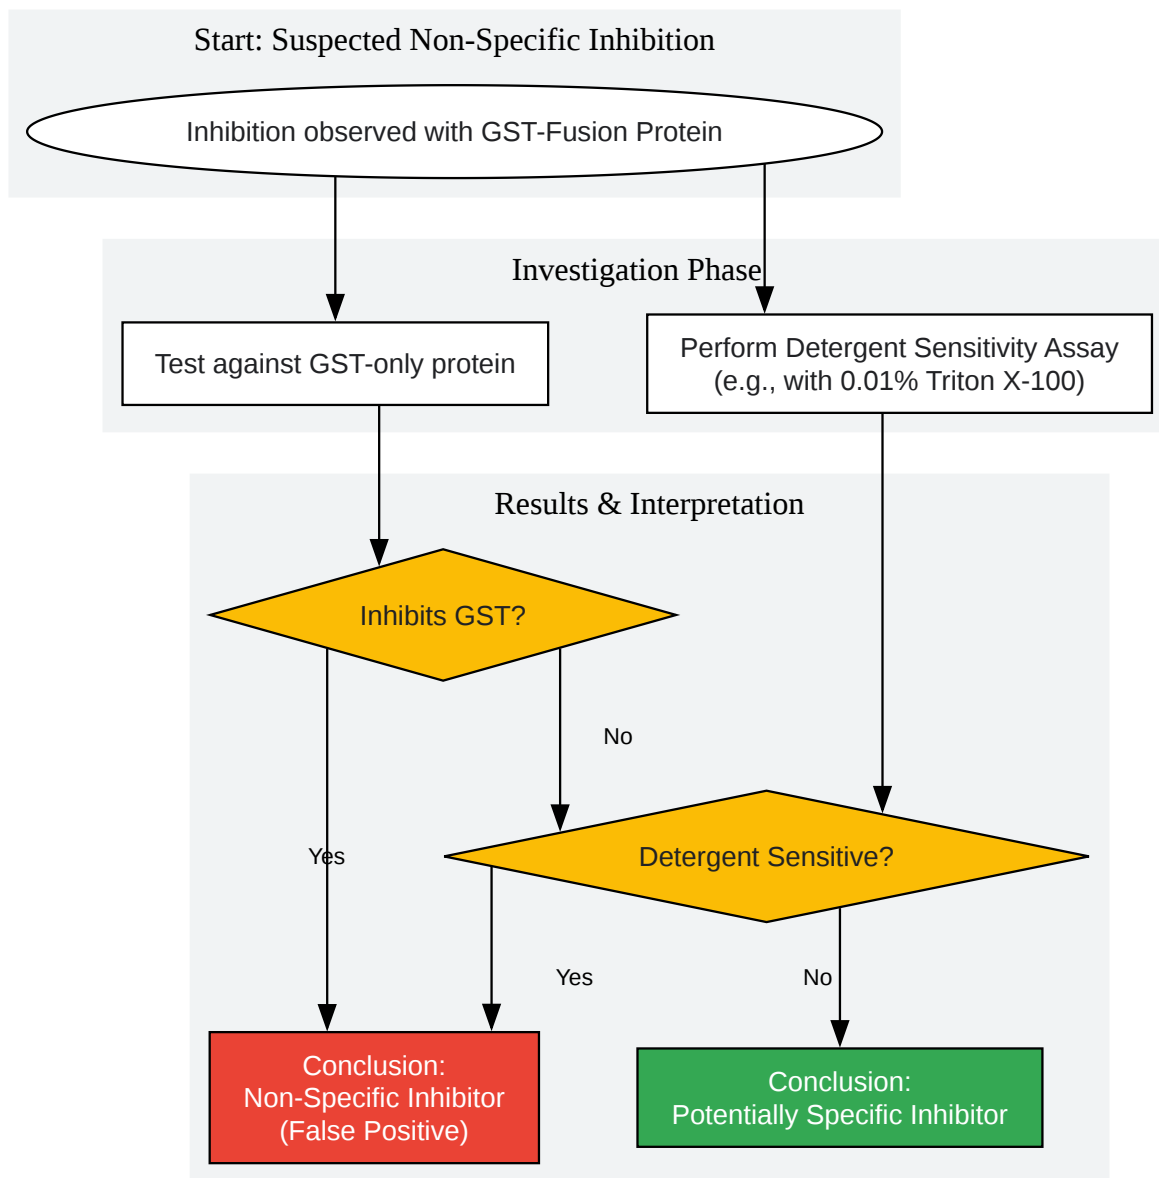 Start: Suspected Non-Specific Inhibition
Inhibition observed with GST-Fusion Protein
Investigation Phase
Test against GST-only protein
Perform Detergent Sensitivity Assay
(e.g., with 0.01% Triton X-100)
Results & Interpretation
Inhibits GST?
No
Yes
Detergent Sensitive?
Yes
No
Conclusion:
Non-Specific Inhibitor
(False Positive)
Conclusion:
Potentially Specific Inhibitor